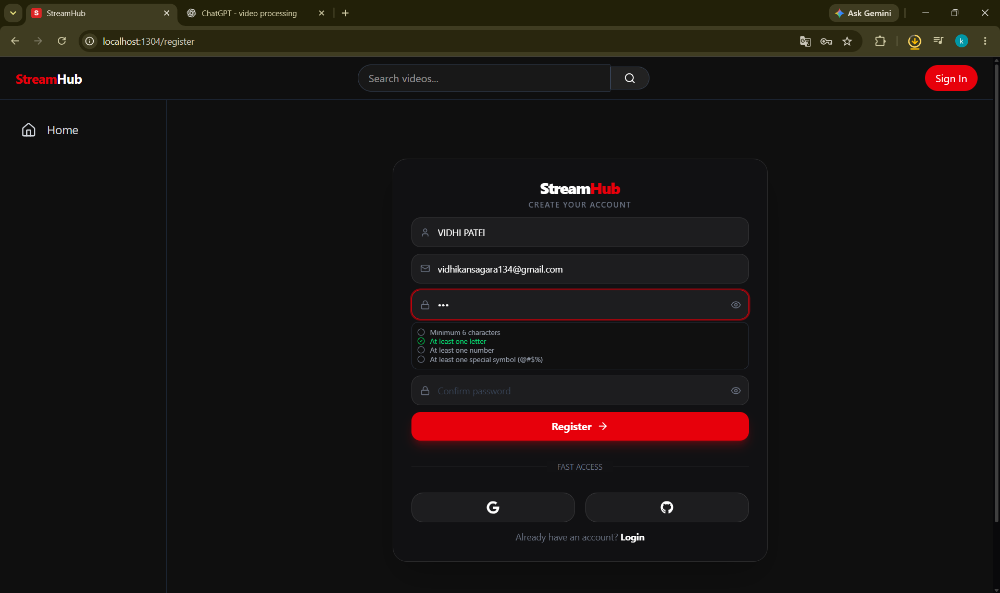 S StreamHub
ChatGPT - video processing
Ask Gemini
localhost:1304/register
k
StreamHub
Search videos...
Sign In
Home
StreamHub
CREATE YOUR ACCOUNT
VIDHI PATEl
vidhikansagara134@gmail.com
•••
Minimum 6 characters
At least one letter
At least one number
At least one special symbol (@#$%)
Confirm password
Register →
FAST ACCESS
G
Already have an account? Login